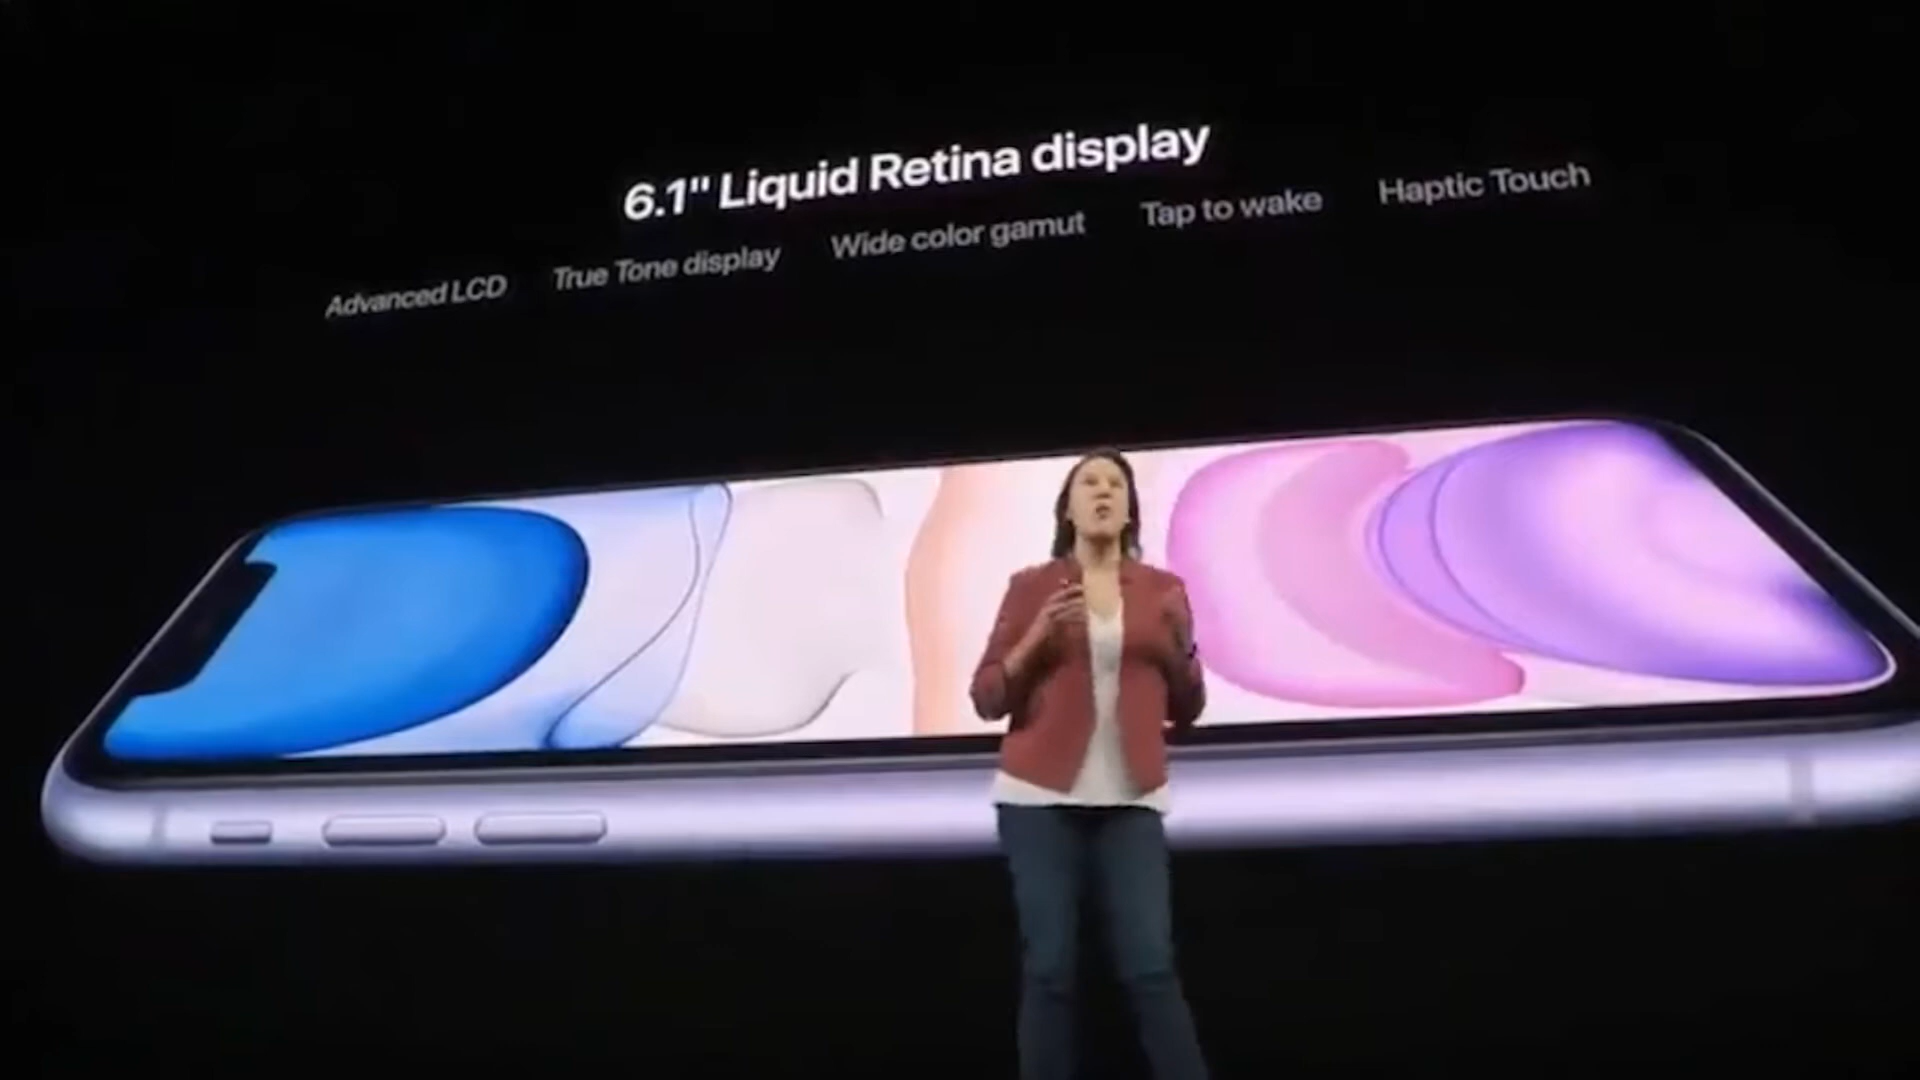 6.1" Liquid Retina display
Advanced LCD True Tone display Wide color gamut Tap to wake Haptic Touch